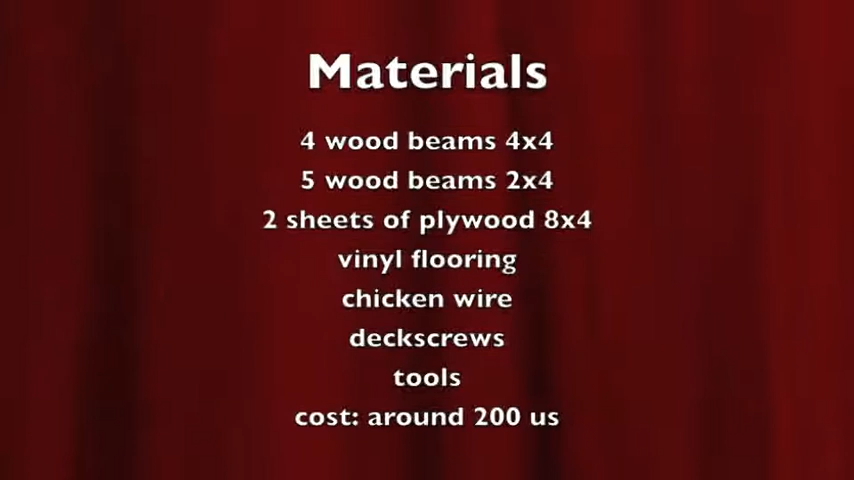 Materials
4 wood beams 4x4
5 wood beams 2x4
2 sheets of plywood 8x4
vinyl flooring
chicken wire
deckscrews
tools
cost: around 200 us